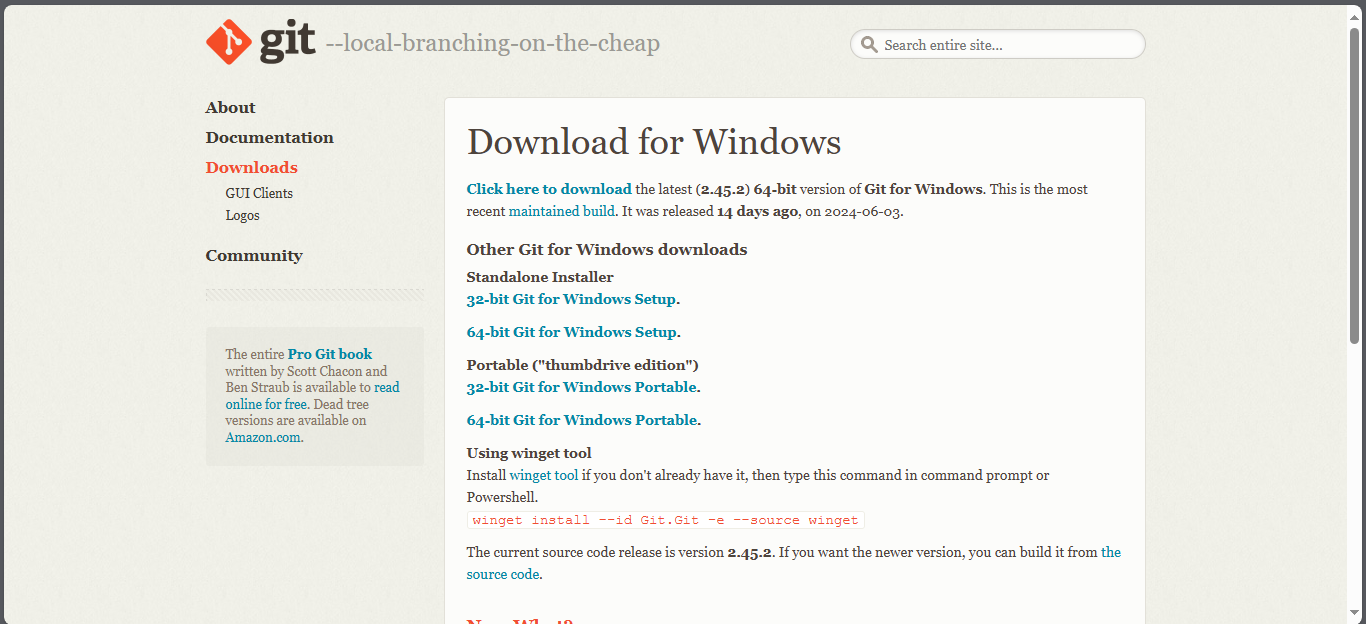 git --local-branching-on-the-cheap
Search entire site...
About
Documentation
Downloads
GUI Clients
Logos
Community
The entire Pro Git book
written by Scott Chacon and
Ben Straub is available to read
online for free. Dead tree
versions are available on
Amazon.com.
Download for Windows
Click here to download the latest (2.45.2) 64-bit version of Git for Windows. This is the most
recent maintained build. It was released 14 days ago, on 2024-06-03.
Other Git for Windows downloads
Standalone Installer
32-bit Git for Windows Setup.
64-bit Git for Windows Setup.
Portable ("thumbdrive edition")
32-bit Git for Windows Portable.
64-bit Git for Windows Portable.
Using winget tool
Install winget tool if you don't already have it, then type this command in command prompt or
Powershell.
winget install --id Git.Git -e --source winget
The current source code release is version 2.45.2. If you want the newer version, you can build it from the
source code.
Now What?